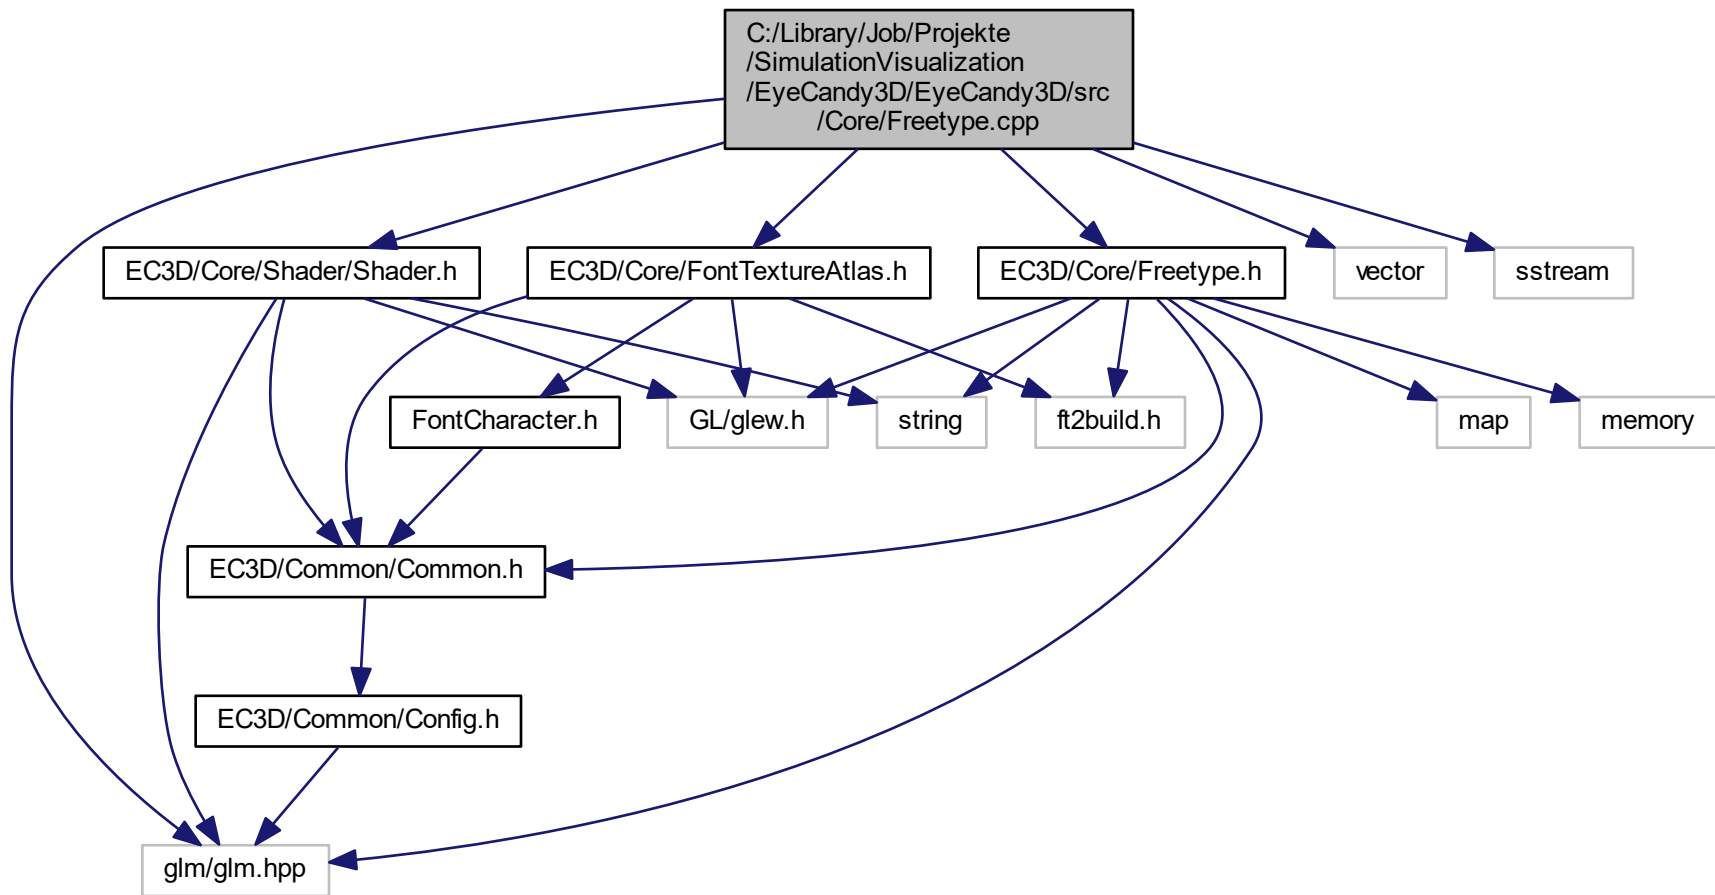 C:/Library/Job/Projekte
/SimulationVisualization
/EyeCandy3D/EyeCandy3D/src
/Core/Freetype.cpp
EC3D/Core/Shader/Shader.h
EC3D/Core/FontTextureAtlas.h
EC3D/Core/Freetype.h
vector
sstream
FontCharacter.h
GL/glew.h
string
ft2build.h
map
memory
EC3D/Common/Common.h
EC3D/Common/Config.h
glm/glm.hpp